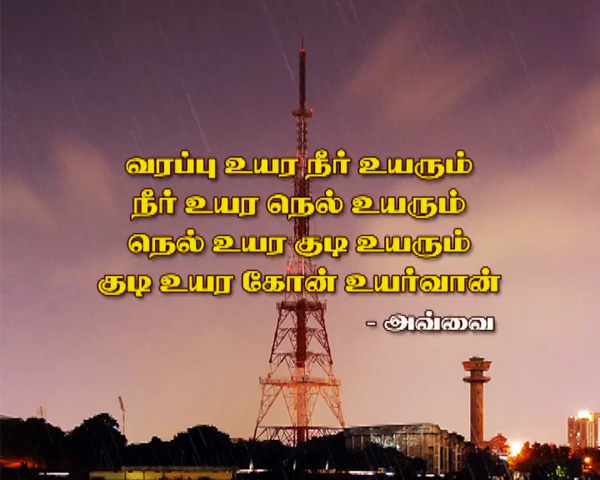 வரப்பு உயர நீர் உயரும்
நீர் உயர நெல் உயரும்
நெல் உயர குடி உயரும்
குடி உயர கோன் உயர்வான்
- அவ்வை